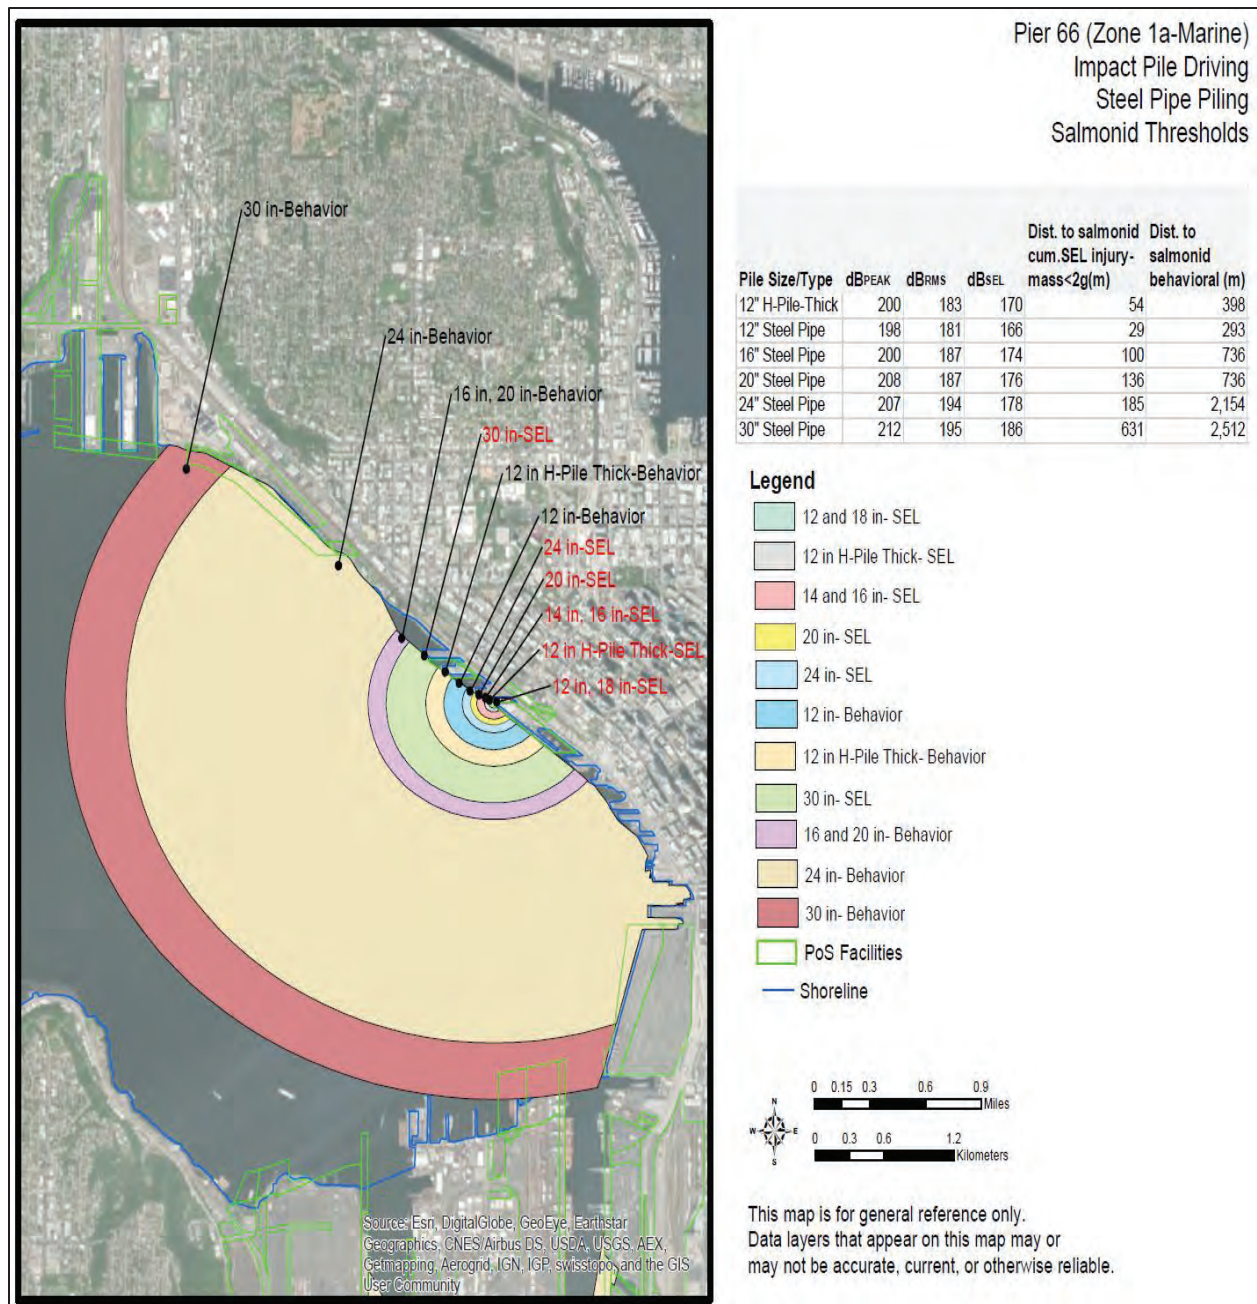 Pier 66 (Zone 1a-Marine)
Impact Pile Driving
Steel Pipe Piling
Salmonid Thresholds
Pile Size/Type dBPEAK dBRMS dBSEL Dist. to salmonid cum.SEL injury-mass<2g(m) Dist. to salmonid behavioral (m)
12" H-Pile-Thick 200 183 170 54 398
12" Steel Pipe 198 181 166 29 293
16" Steel Pipe 200 187 174 100 736
20" Steel Pipe 208 187 176 136 736
24" Steel Pipe 207 194 178 185 2,154
30" Steel Pipe 212 195 186 631 2,512
30 in-Behavior
24 in-Behavior
16 in, 20 in-Behavior
30 in-SEL
12 in H-Pile Thick-Behavior
12 in-Behavior
24 in-SEL
20 in-SEL
14 in, 16 in-SEL
12 in H-Pile Thick-SEL
12 in, 18 in-SEL
Legend
12 and 18 in- SEL
12 in H-Pile Thick- SEL
14 and 16 in- SEL
20 in- SEL
24 in- SEL
12 in- Behavior
12 in H-Pile Thick- Behavior
30 in- SEL
16 and 20 in- Behavior
24 in- Behavior
30 in- Behavior
PoS Facilities
Shoreline
N
W E
S
0 0.15 0.3 0.6 0.9
Miles
0 0.3 0.6 1.2
Kilometers
Source: Esri, DigitalGlobe, GeoEye, Earthstar
Geographics, CNES/Airbus DS, USDA, USGS, AEX,
Getmapping, Aerogrid, IGN, IGP, swisstopo, and the GIS
User Community
This map is for general reference only.
Data layers that appear on this map may or
may not be accurate, current, or otherwise reliable.